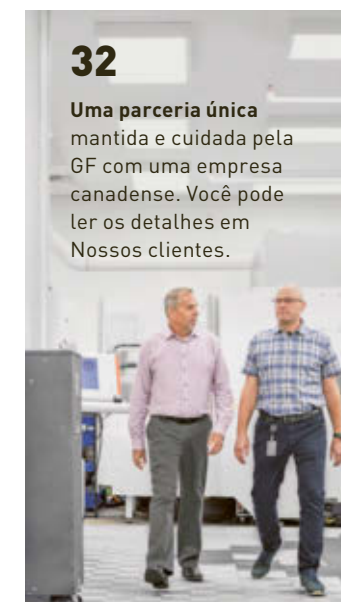 32
Uma parceria única
mantida e cuidada pela
GF com uma empresa
canadense. Você pode
ler os detalhes em
Nossos clientes.